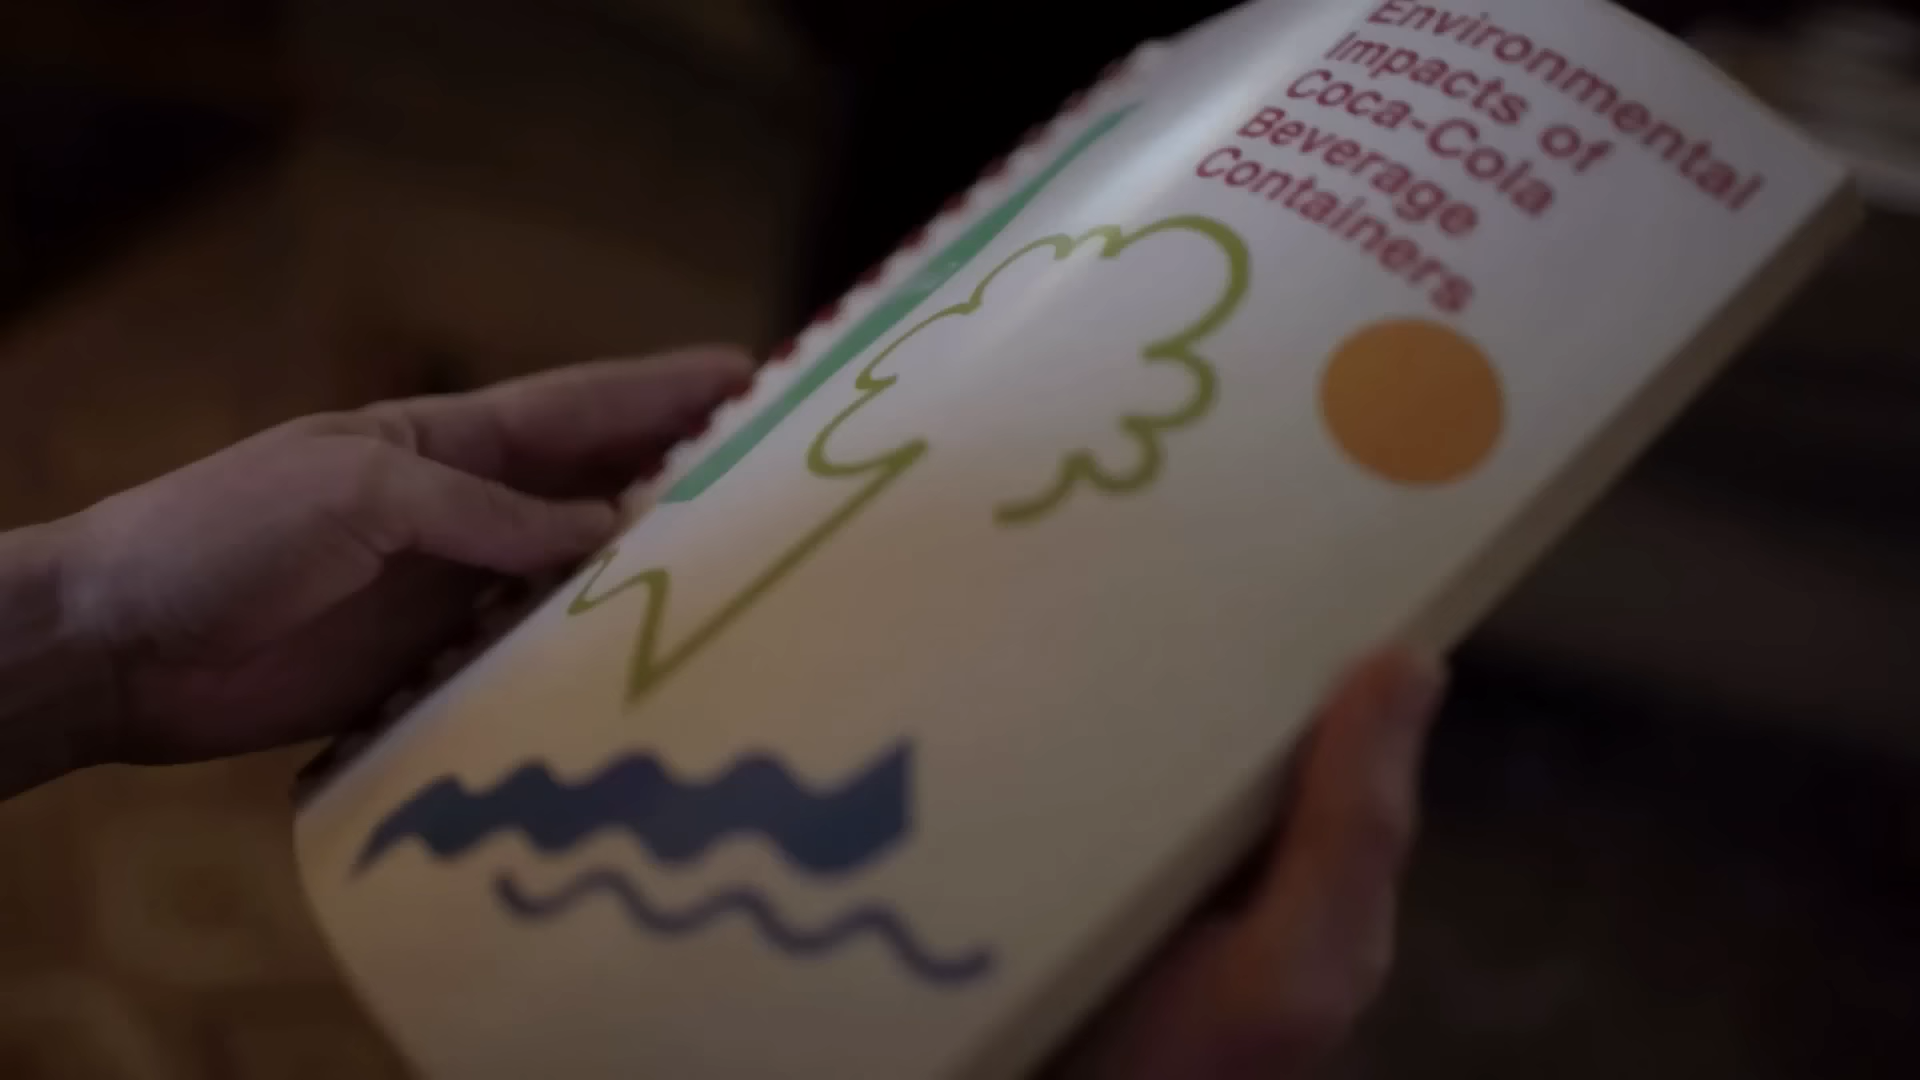 Environmental
Impacts of
Coca-Cola
Beverage
Containers